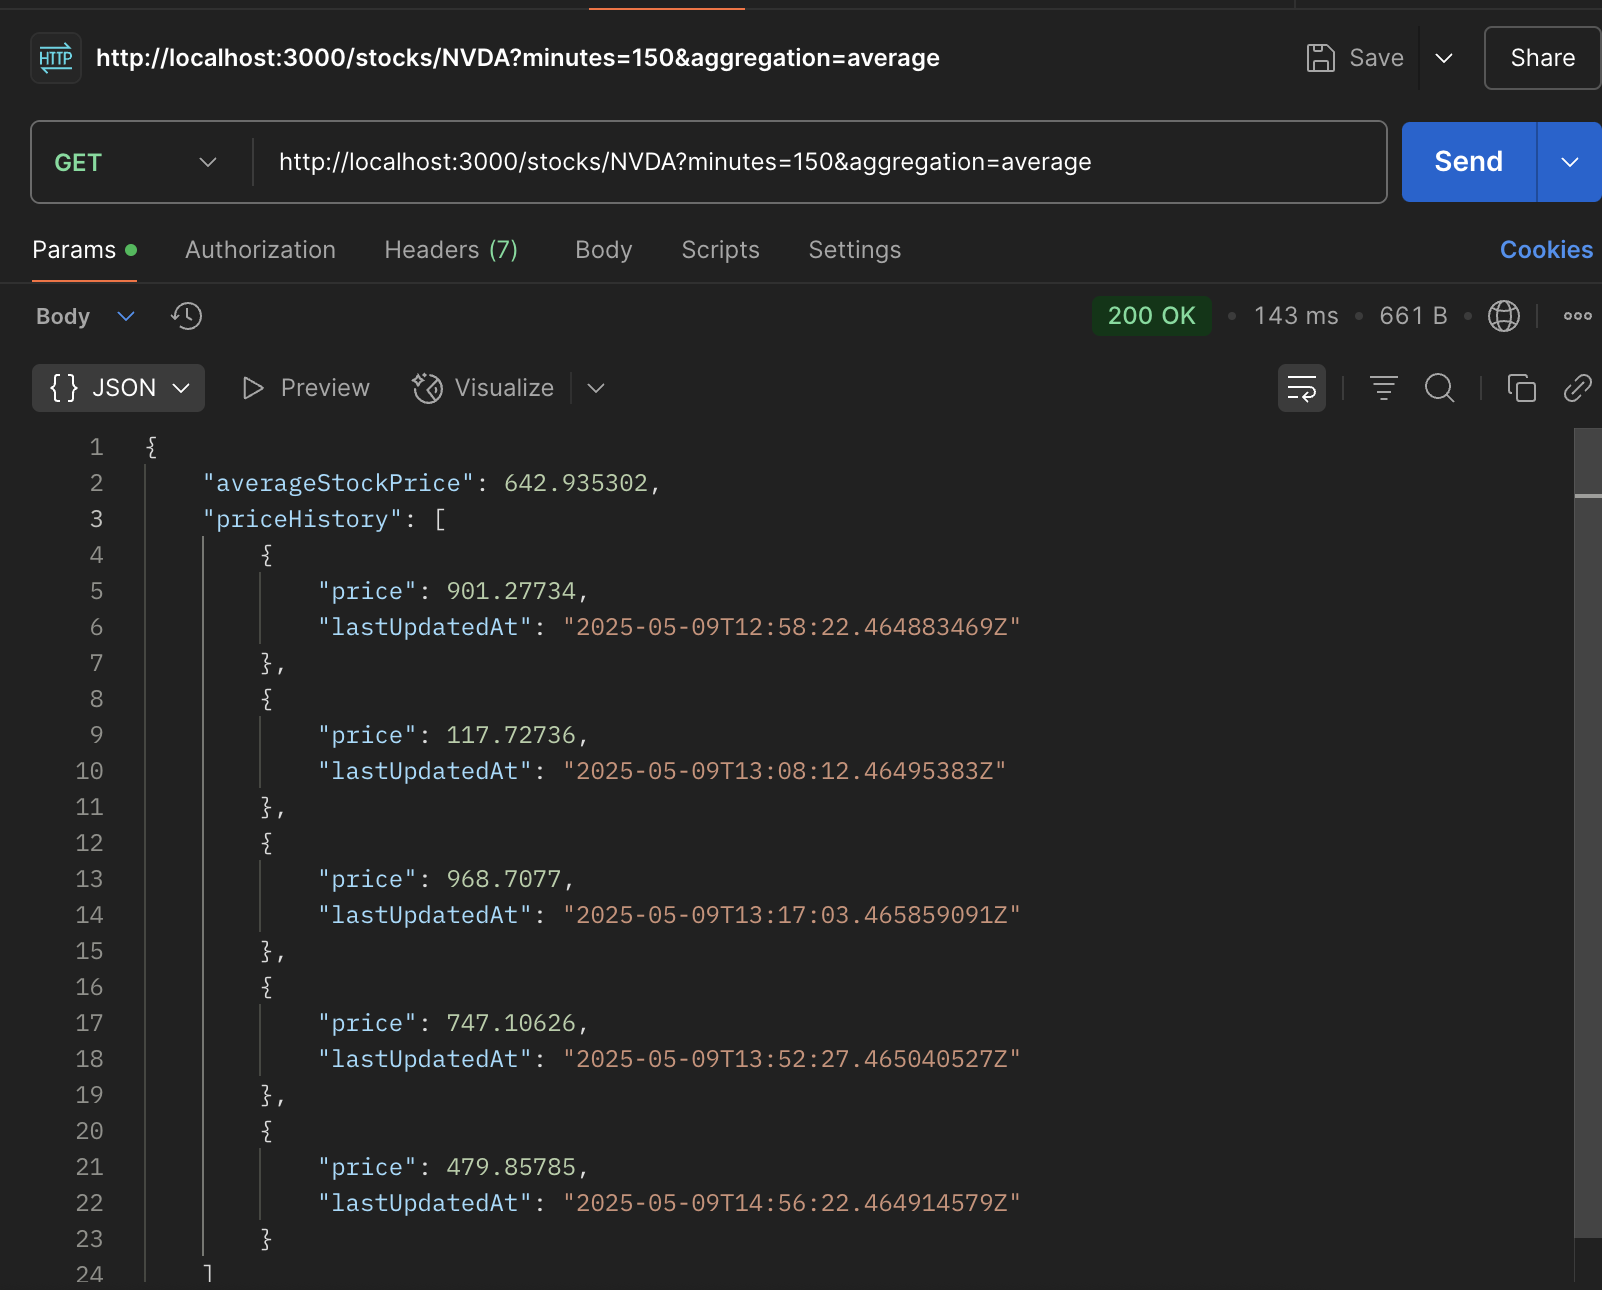 HTTP http://localhost:3000/stocks/NVDA?minutes=150&aggregation=average Save Share
GET http://localhost:3000/stocks/NVDA?minutes=150&aggregation=average Send
Params Authorization Headers (7) Body Scripts Settings Cookies
Body 200 OK • 143 ms • 661 B •
{ } JSON Preview Visualize
1 {
2 "averageStockPrice": 642.935302,
3 "priceHistory": [
4 {
5 "price": 901.27734,
6 "lastUpdatedAt": "2025-05-09T12:58:22.464883469Z"
7 },
8 {
9 "price": 117.72736,
10 "lastUpdatedAt": "2025-05-09T13:08:12.46495383Z"
11 },
12 {
13 "price": 968.7077,
14 "lastUpdatedAt": "2025-05-09T13:17:03.465859091Z"
15 },
16 {
17 "price": 747.10626,
18 "lastUpdatedAt": "2025-05-09T13:52:27.465040527Z"
19 },
20 {
21 "price": 479.85785,
22 "lastUpdatedAt": "2025-05-09T14:56:22.464914579Z"
23 }
24 ]